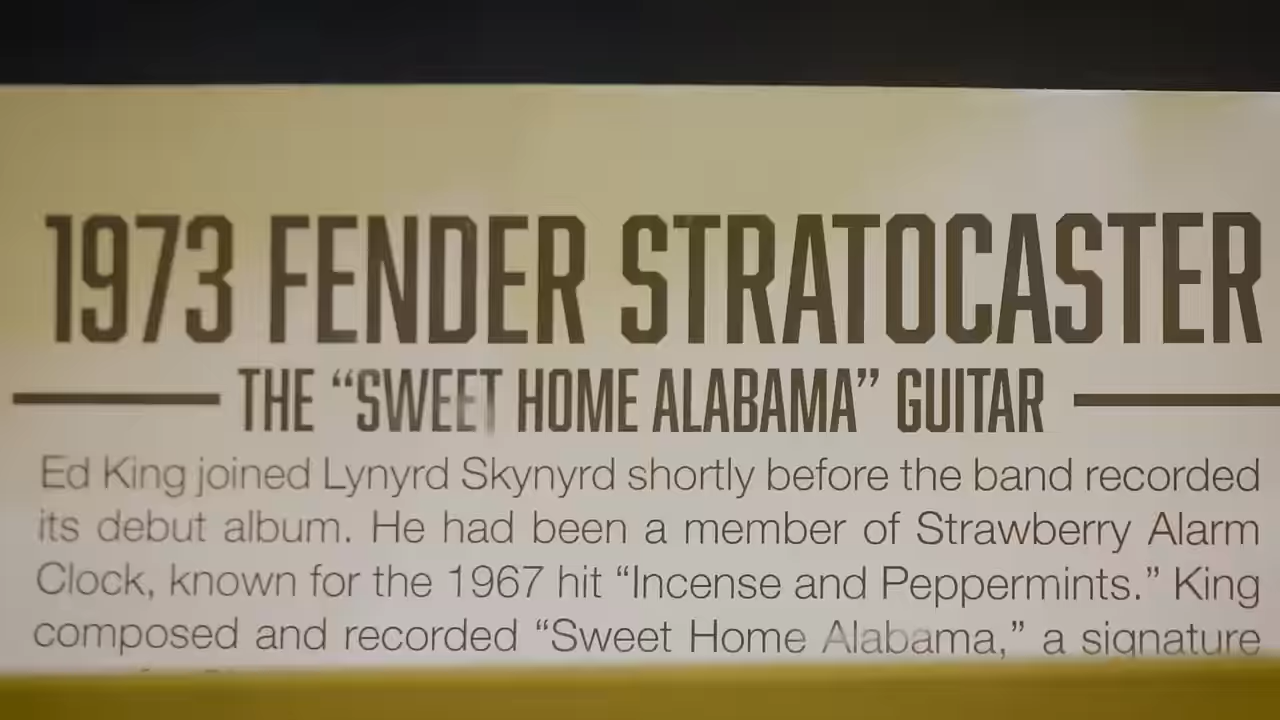 1973 FENDER STRATOCASTER
THE “SWEET HOME ALABAMA” GUITAR
Ed King joined Lynyrd Skynyrd shortly before the band recorded
its debut album. He had been a member of Strawberry Alarm
Clock, known for the 1967 hit “Incense and Peppermints.” King
composed and recorded “Sweet Home Alabama,” a signature